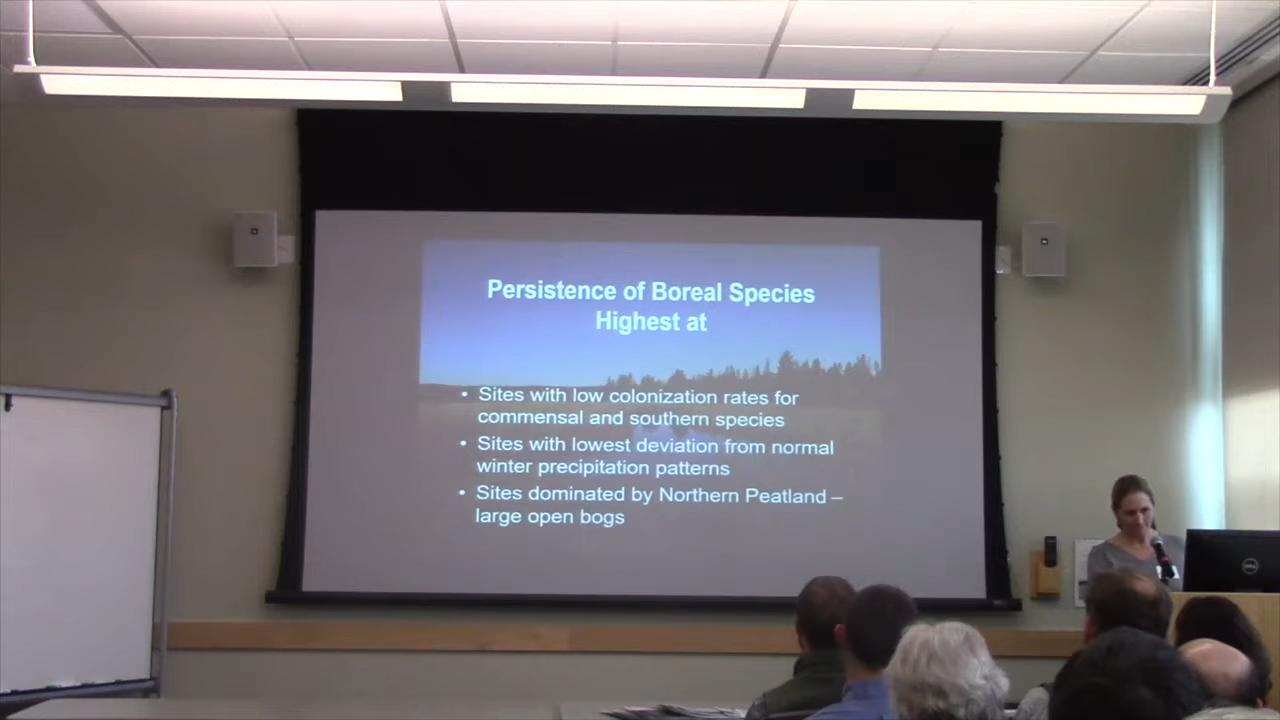 Persistence of Boreal Species
Highest at
• Sites with low colonization rates for
commensal and southern species
• Sites with lowest deviation from normal
winter precipitation patterns
• Sites dominated by Northern Peatland –
large open bogs
DELL